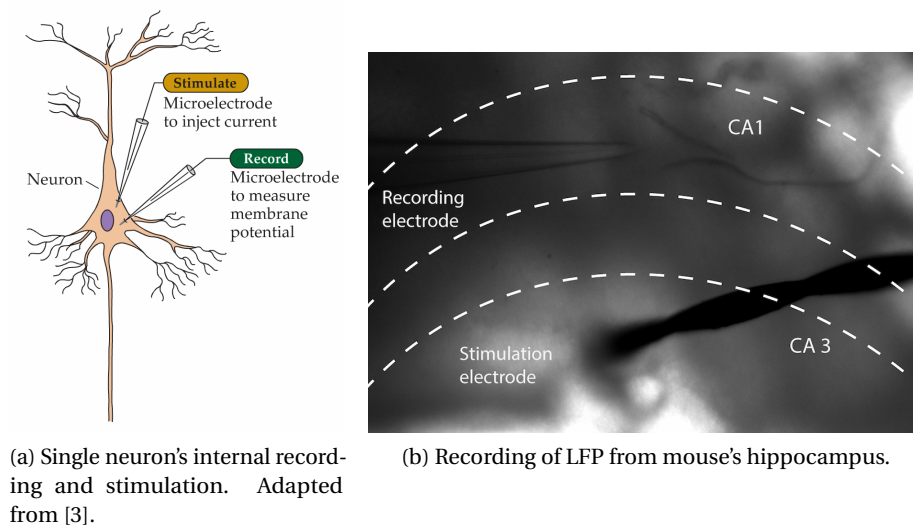 Stimulate
Microelectrode
to inject current
Record
Microelectrode
to measure
membrane
potential
Neuron
CA1
Recording
electrode
Stimulation
electrode
CA 3
(a) Single neuron's internal record-
ing and stimulation. Adapted
from [3].
(b) Recording of LFP from mouse's hippocampus.